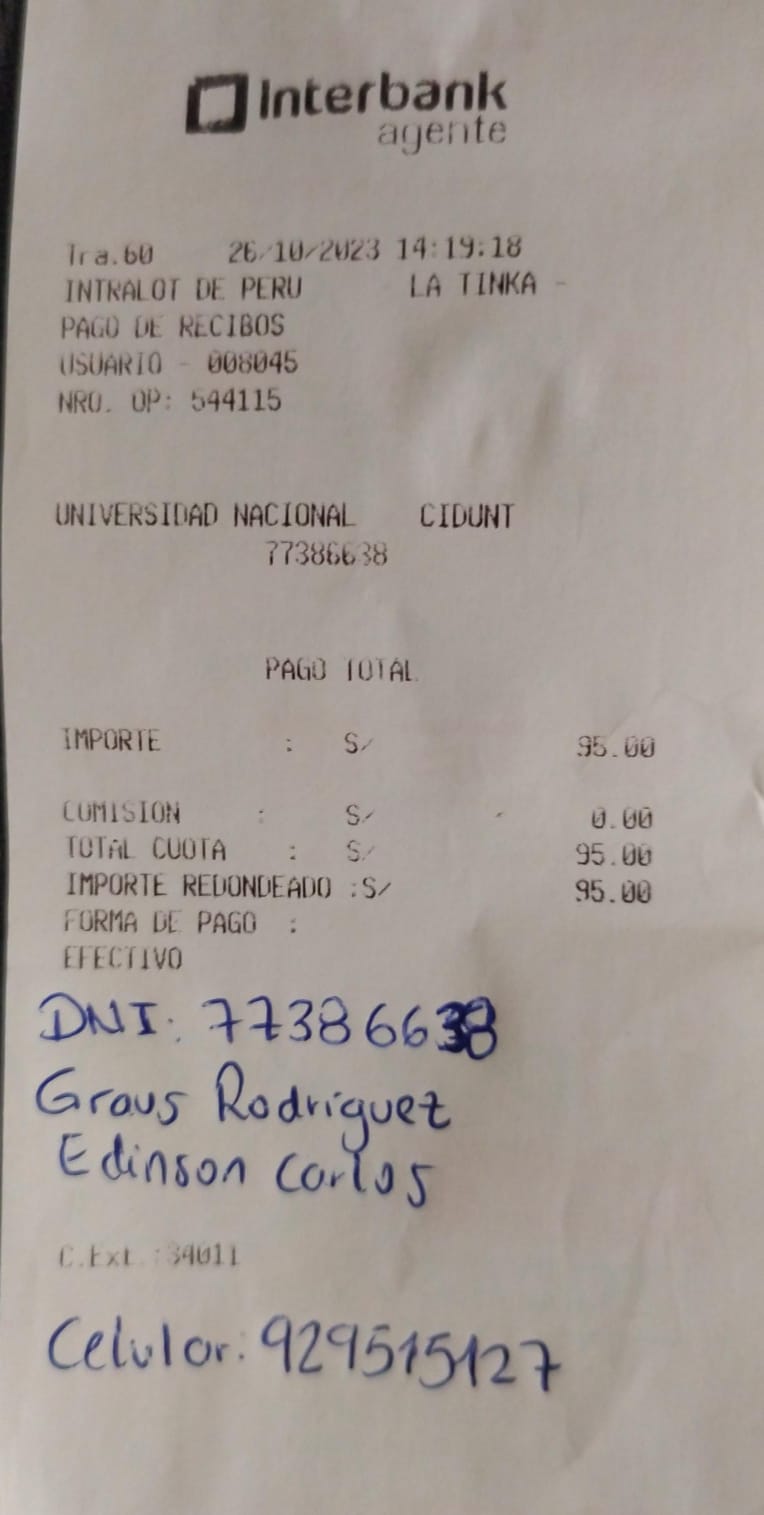 Interbank
agente
Tra.60 26/10/2023 14:19:18
INTRALOT DE PERU LA TINKA -
PAGO DE RECIBOS
USUARIO - 008045
NRO. OP: 544115
UNIVERSIDAD NACIONAL CIDUNT
77386638
PAGO TOTAL
IMPORTE : S/ 95.00
COMISION : S/ 0.00
TOTAL CUOTA : S/ 95.00
IMPORTE REDONDEADO :S/ 95.00
FORMA DE PAGO :
EFECTIVO
DNI: 77386638
Graus Rodríguez
Edinson Carlos
C.Ext.:34011
Celular: 929515127